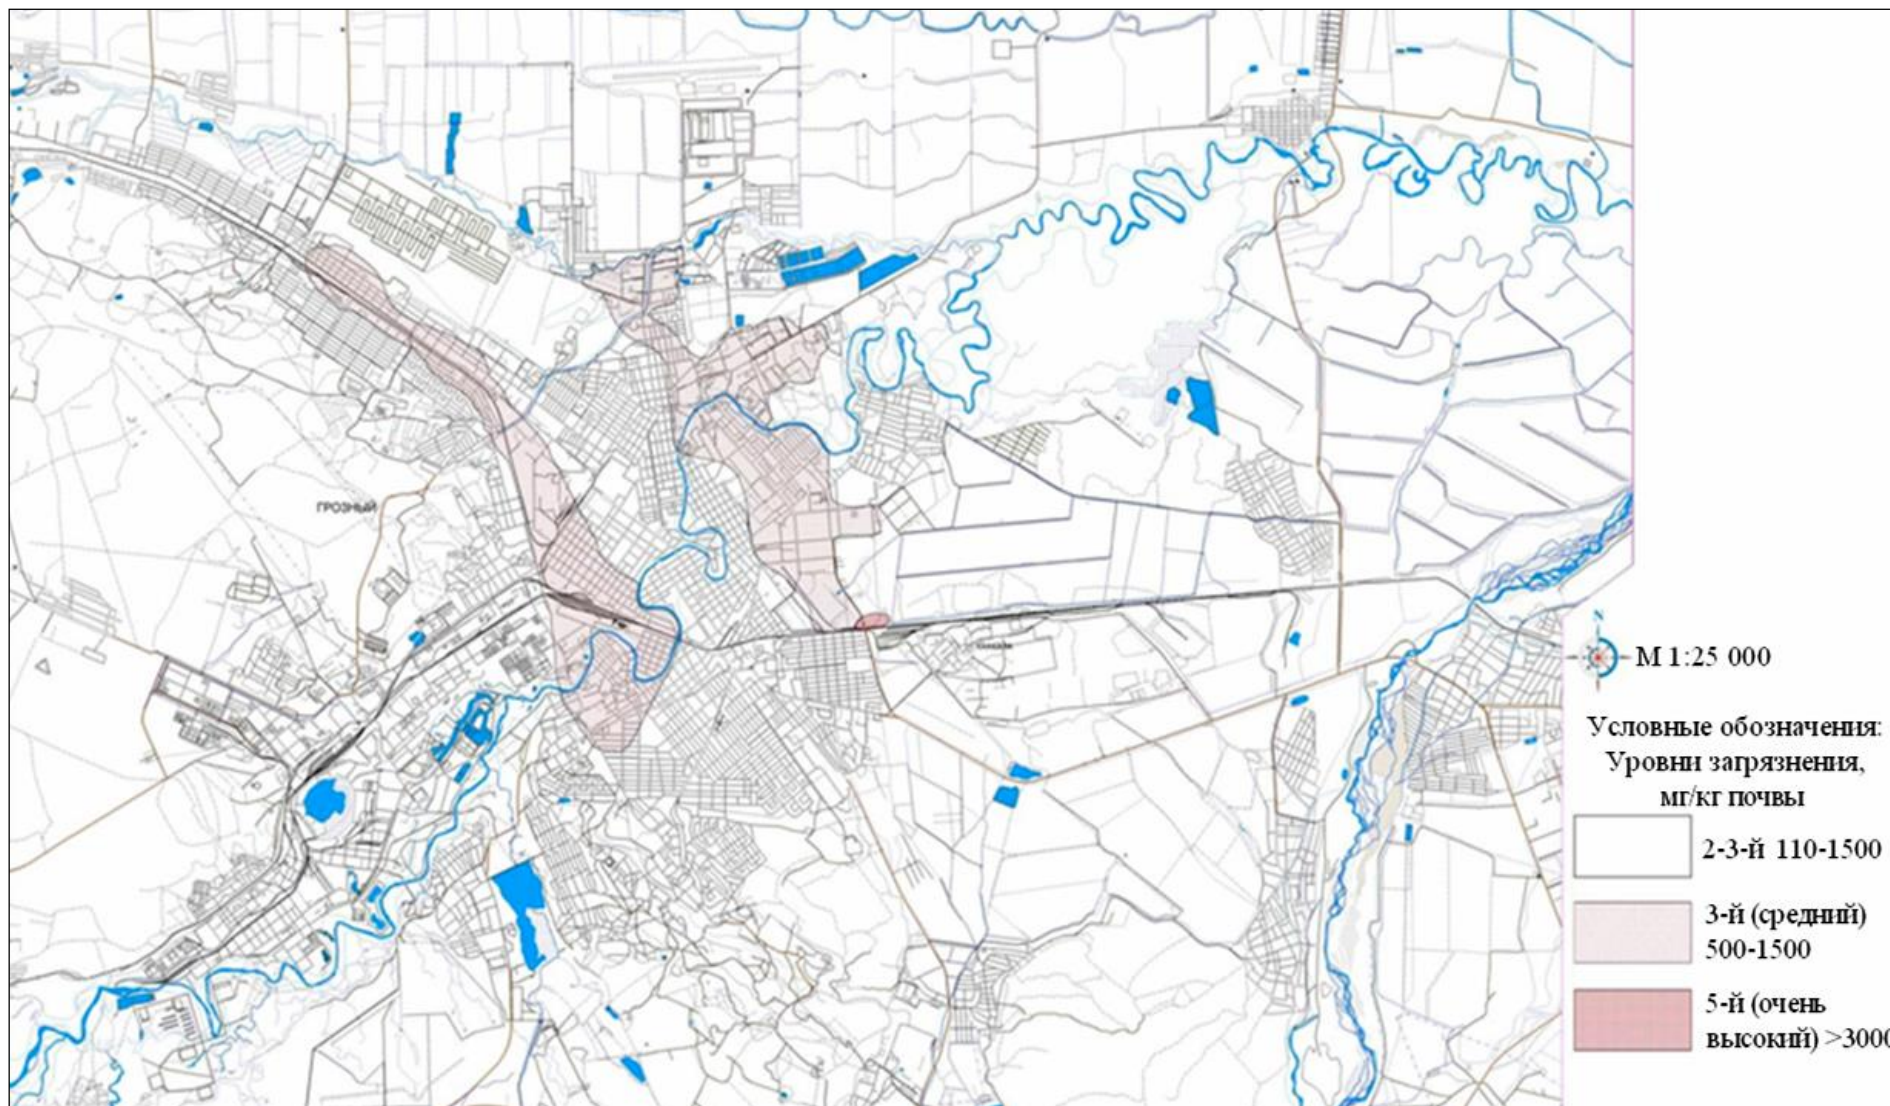 ГРОЗНЫЙ
N
М 1:25 000
Условные обозначения:
Уровни загрязнения,
мг/кг почвы
2-3-й 110-1500
3-й (средний)
500-1500
5-й (очень
высокий) >3000